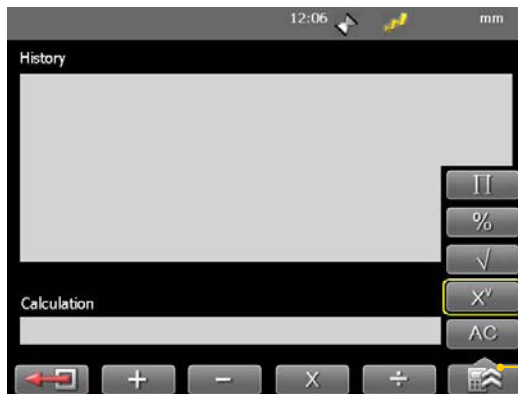 12:06 mm
History
∏
%
√
Xʸ
Calculation
AC
+ − X ÷